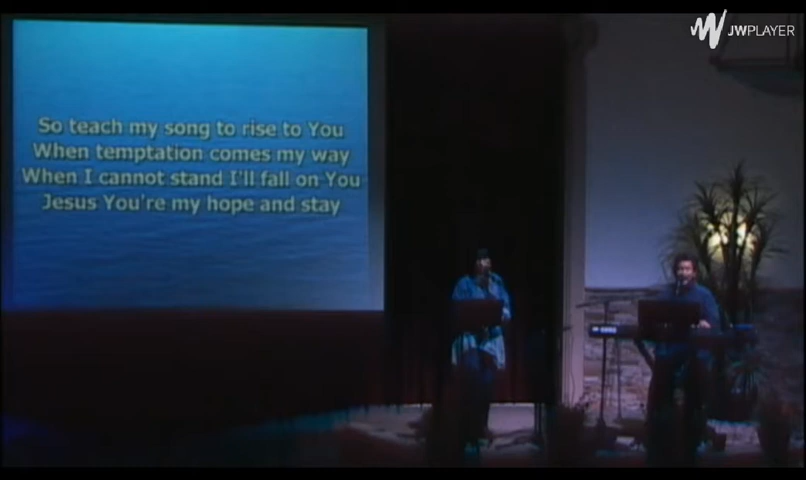 JWPLAYER
So teach my song to rise to You
When temptation comes my way
When I cannot stand I'll fall on You
Jesus You're my hope and stay